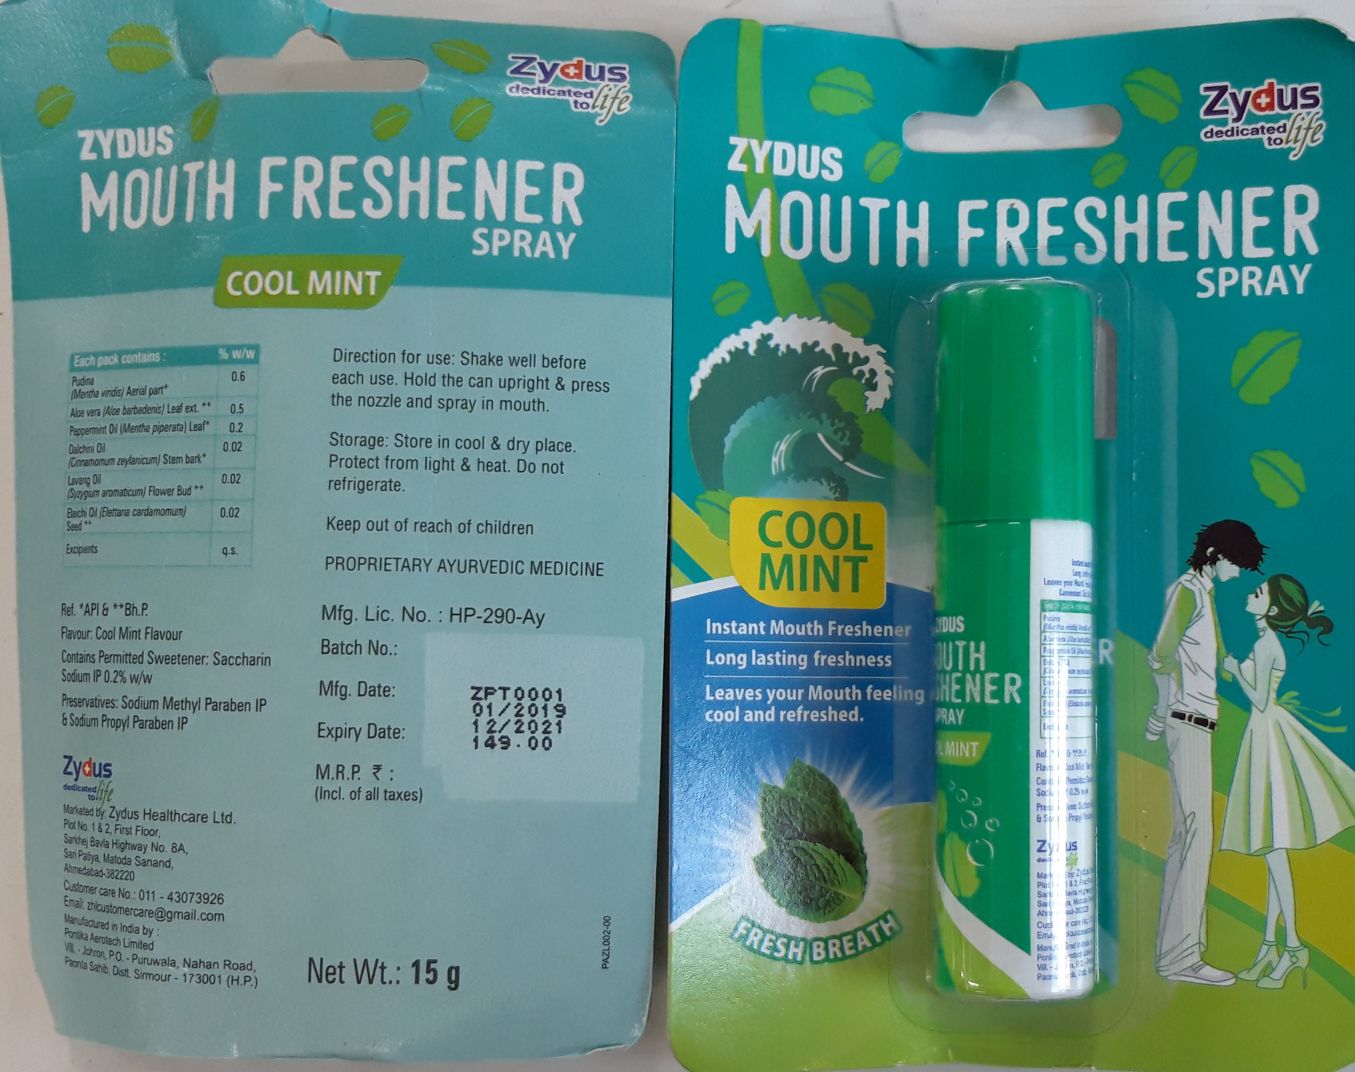 Zydus
dedicated
to life
ZYDUS
MOUTH FRESHENER
SPRAY
COOL MINT
Each pack contains : % w/w
Pudina
(Mentha viridis) Aerial part* 0.6
Aloe vera (Aloe barbadenis) Leaf ext. ** 0.5
Peppermint Oil (Mentha piperata) Leaf* 0.2
Dalchini Oil
(Cinnamomum zeylanicum) Stem bark* 0.02
Lavang Oil
(Syzygium aromaticum) Flower Bud ** 0.02
Elaichi Oil (Elettaria cardamomum)
Seed ** 0.02
Excipients q.s.
Ref. *API & **Bh.P.
Flavour: Cool Mint Flavour
Contains Permitted Sweetener: Saccharin
Sodium IP 0.2% w/w
Preservatives: Sodium Methyl Paraben IP
& Sodium Propyl Paraben IP
Zydus
dedicated
to life
Marketed by: Zydus Healthcare Ltd.
Plot No. 1 & 2, First Floor,
Sarkhej Bavla Highway No. 8A,
Sari Patiya, Matoda Sanand,
Ahmedabad-382220
Customer care No.: 011 - 43073926
Email: zhlcustomercare@gmail.com
Manufactured in India by :
Pontika Aerotech Limited
Vill. - Johron, P.O. - Puruwala, Nahan Road,
Paonta Sahib, Distt. Sirmour - 173001 (H.P.)
Direction for use: Shake well before
each use. Hold the can upright & press
the nozzle and spray in mouth.
Storage: Store in cool & dry place.
Protect from light & heat. Do not
refrigerate.
Keep out of reach of children
PROPRIETARY AYURVEDIC MEDICINE
Mfg. Lic. No. : HP-290-Ay
Batch No.: ZPT0001
Mfg. Date: 01/2019
Expiry Date: 12/2021
M.R.P. ₹ : 149.00
(Incl. of all taxes)
Net Wt.: 15 g
PAZL002-00
Zydus
dedicated
to life
ZYDUS
MOUTH FRESHENER
SPRAY
COOL
MINT
Instant Mouth Freshener
Long lasting freshness
Leaves your Mouth feeling
cool and refreshed.
FRESH BREATH
YDUS
OUTH
SHENER
PRAY
L MINT